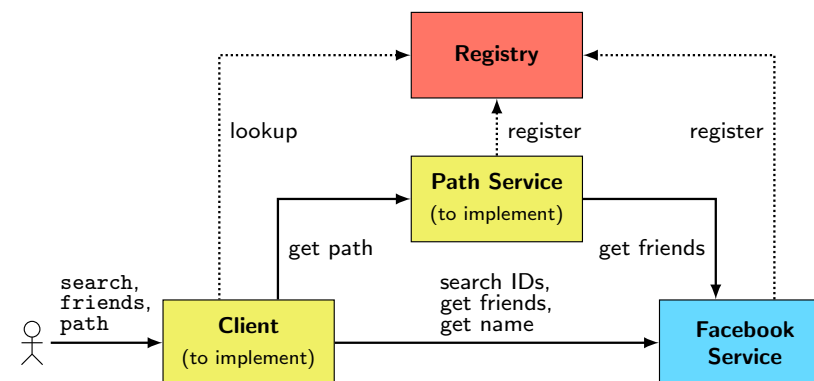 Registry
lookup
register
register
Path Service
(to implement)
get path
get friends
search,
friends,
path
search IDs,
get friends,
get name
Client
(to implement)
Facebook
Service